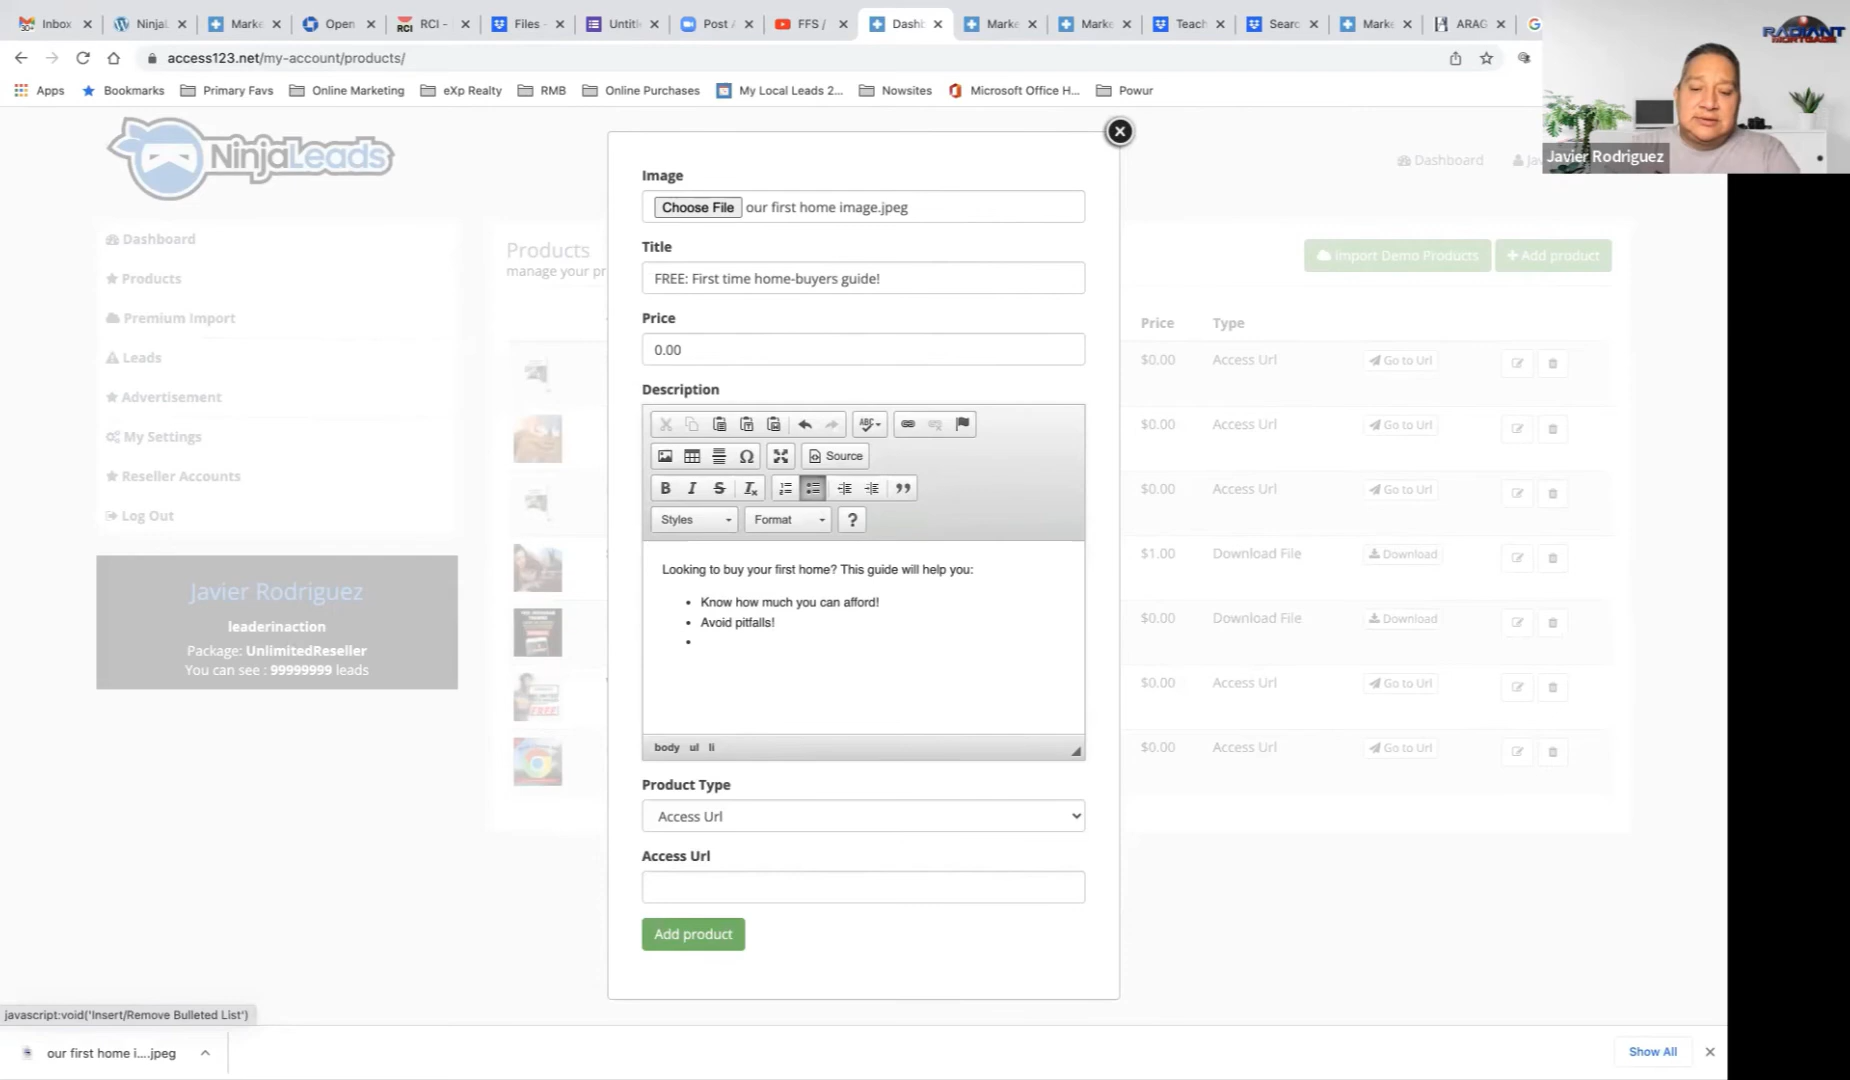 Inbox
NinjaL
Marke
Open
RCI -
Files -
Untitl
Post A
FFS /
Dashb
Marke
Marke
Teach
Searc
Marke
ARAG
RCI
access123.net/my-account/products/
Apps
Bookmarks
Primary Favs
Online Marketing
eXp Realty
RMB
Online Purchases
My Local Leads 2...
Nowsites
Microsoft Office H...
Powur
RADIANT
MORTGAGE
Javier Rodriguez
NinjaLeads
Dashboard
Dashboard
Products
Premium Import
Leads
Advertisement
My Settings
Reseller Accounts
Log Out
Javier Rodriguez
leaderinaction
Package: UnlimitedReseller
You can see : 99999999 leads
Products
manage your pr
Import Demo Products
Add product
Image
Choose File our first home image.jpeg
Title
FREE: First time home-buyers guide!
Price
0.00
Description
ABC
Source
B I S Ix
Styles
Format
?
Looking to buy your first home? This guide will help you:
• Know how much you can afford!
• Avoid pitfalls!
•
body ul li
Product Type
Access Url
Access Url
Add product
Price Type
$0.00 Access Url Go to Url
$0.00 Access Url Go to Url
$0.00 Access Url Go to Url
$1.00 Download File Download
$0.00 Download File Download
$0.00 Access Url Go to Url
$0.00 Access Url Go to Url
javascript:void('Insert/Remove Bulleted List')
our first home i....jpeg
Show All